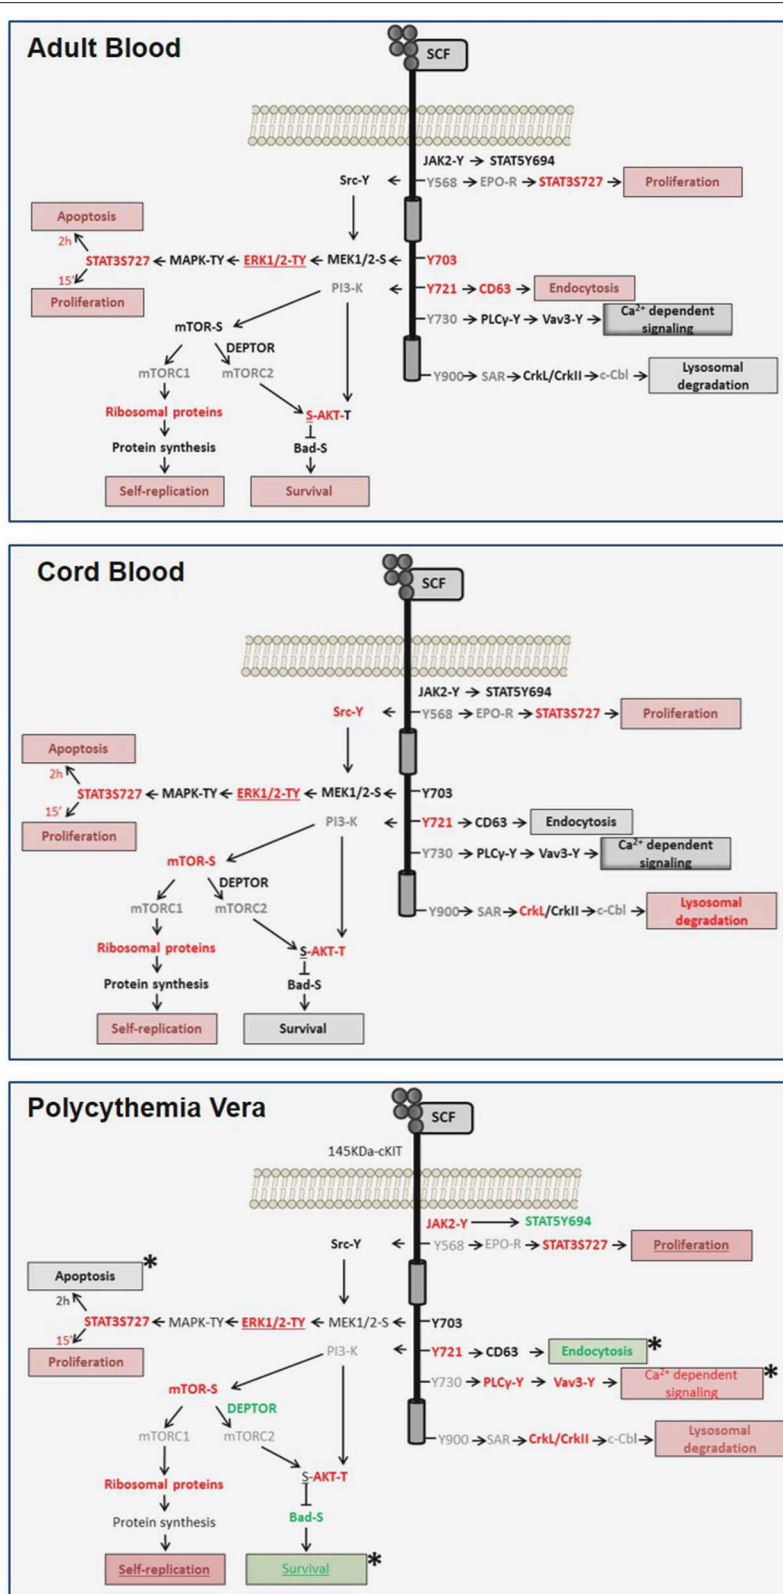 Adult Blood
SCF
JAK2-Y → STAT5Y694
Src-Y ← Y568 → EPO-R → STAT3S727 → Proliferation
Apoptosis
2h
STAT3S727 ← MAPK-TY ← ERK1/2-TY ← MEK1/2-S ← Y703
15'
Proliferation
PI3-K ← Y721 → CD63 → Endocytosis
Y730 → PLCγ-Y → Vav3-Y → Ca²⁺ dependent
signaling
mTOR-S
DEPTOR
mTORC1 mTORC2
Y900 → SAR → CrkL/CrkII → c-Cbl → Lysosomal
degradation
Ribosomal proteins S-AKT-T
Protein synthesis Bad-S
Self-replication Survival
Cord Blood
SCF
JAK2-Y → STAT5Y694
Src-Y ← Y568 → EPO-R → STAT3S727 → Proliferation
Apoptosis
2h
STAT3S727 ← MAPK-TY ← ERK1/2-TY ← MEK1/2-S ← Y703
15'
Proliferation
PI3-K ← Y721 → CD63 → Endocytosis
Y730 → PLCγ-Y → Vav3-Y → Ca²⁺ dependent
signaling
mTOR-S
DEPTOR
mTORC1 mTORC2
Y900 → SAR → CrkL/CrkII → c-Cbl → Lysosomal
degradation
Ribosomal proteins S-AKT-T
Protein synthesis Bad-S
Self-replication Survival
Polycythemia Vera
SCF
145KDa-cKIT
JAK2-Y → STAT5Y694
Src-Y ← Y568 → EPO-R → STAT3S727 → Proliferation
Apoptosis *
2h
STAT3S727 ← MAPK-TY ← ERK1/2-TY ← MEK1/2-S ← Y703
15'
Proliferation
PI3-K ← Y721 → CD63 → Endocytosis *
Y730 → PLCγ-Y → Vav3-Y → Ca²⁺ dependent *
signaling
mTOR-S
DEPTOR
mTORC1 mTORC2
Y900 → SAR → CrkL/CrkII → c-Cbl → Lysosomal
degradation
Ribosomal proteins S-AKT-T
Protein synthesis Bad-S
Self-replication Survival *